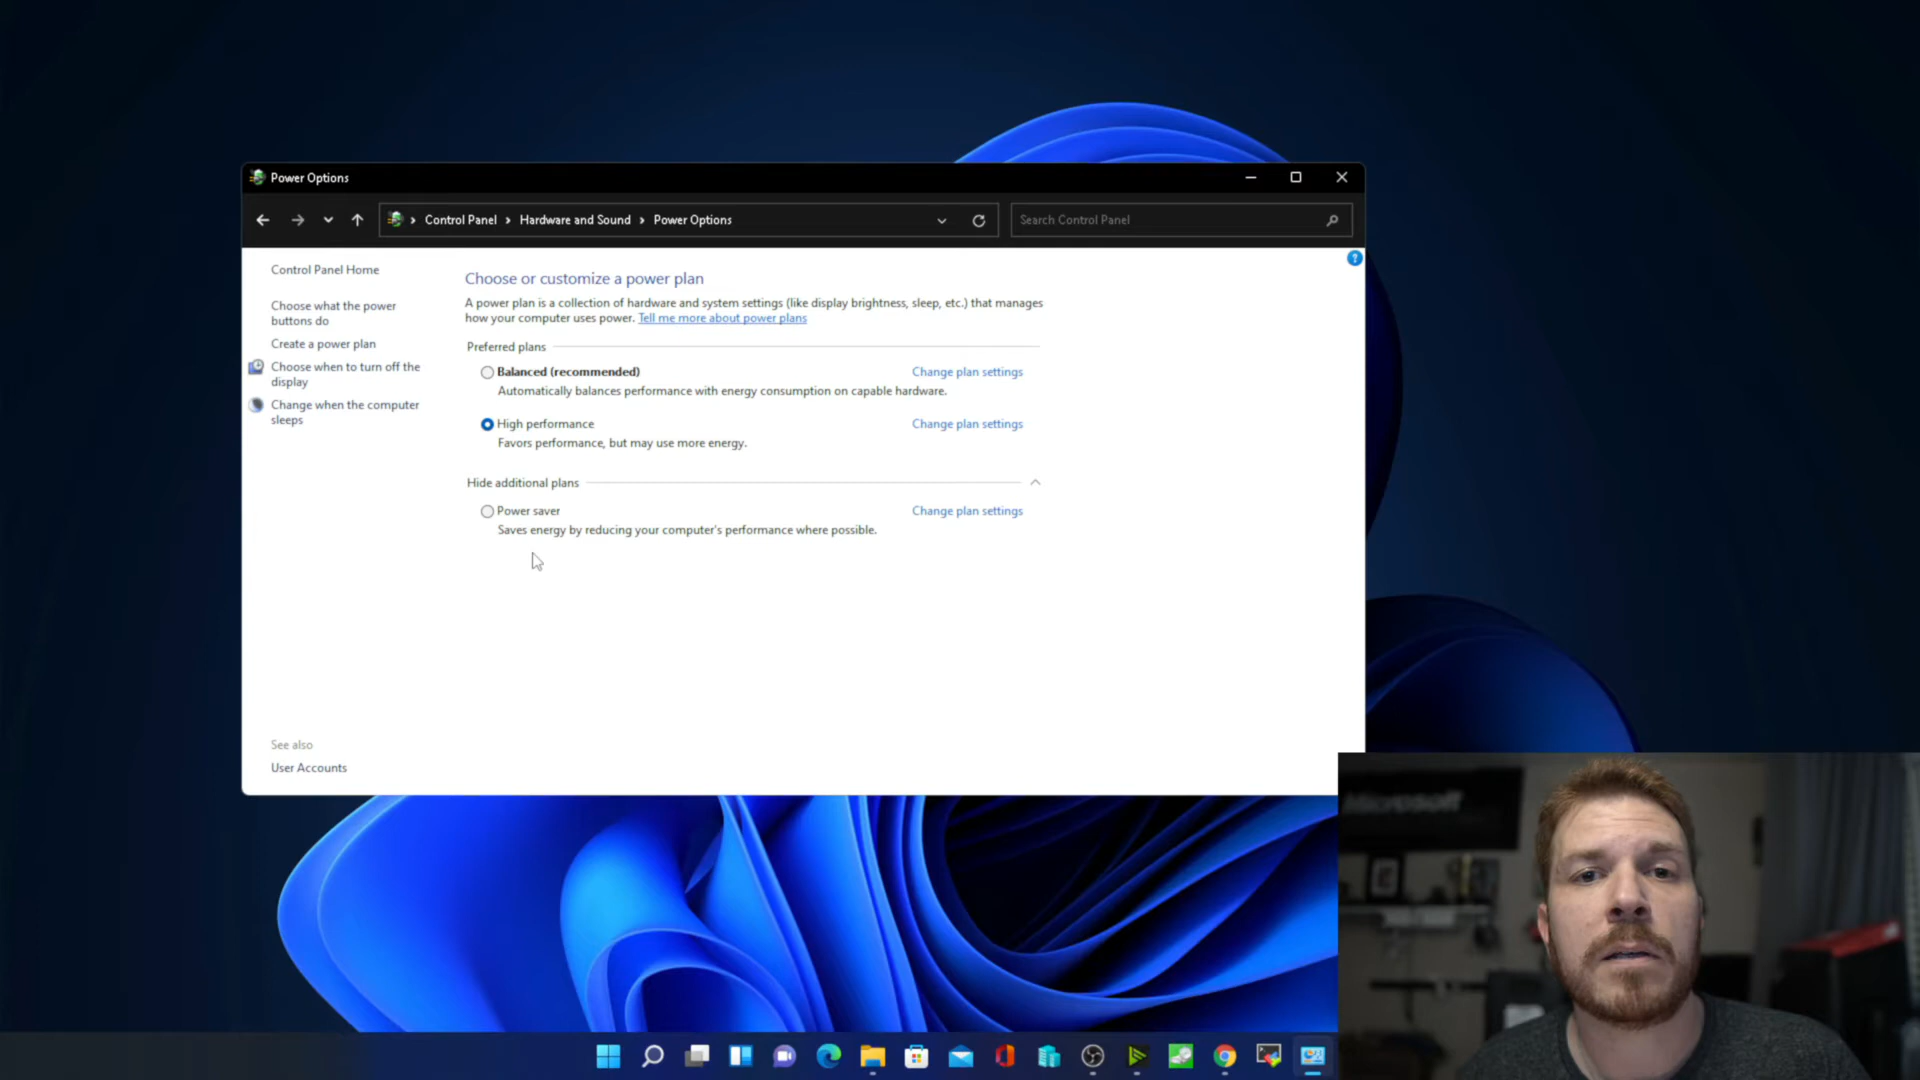 Power Options
Control Panel > Hardware and Sound > Power Options
Search Control Panel
Control Panel Home
Choose what the power
buttons do
Create a power plan
Choose when to turn off the
display
Change when the computer
sleeps
Choose or customize a power plan
A power plan is a collection of hardware and system settings (like display brightness, sleep, etc.) that manages
how your computer uses power. Tell me more about power plans
Preferred plans
Balanced (recommended)
Change plan settings
Automatically balances performance with energy consumption on capable hardware.
High performance
Change plan settings
Favors performance, but may use more energy.
Hide additional plans
Power saver
Change plan settings
Saves energy by reducing your computer's performance where possible.
See also
User Accounts
Microsoft